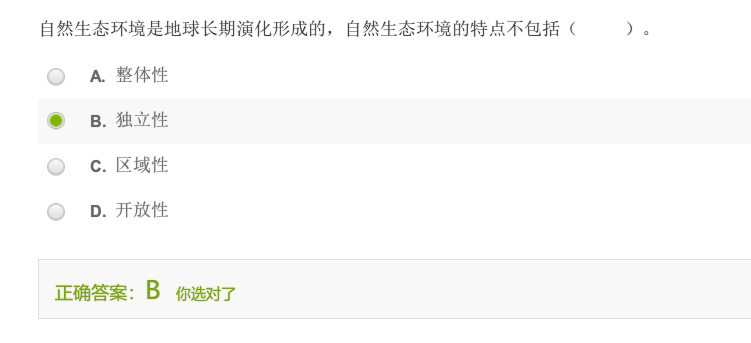 自然生态环境是地球长期演化形成的，自然生态环境的特点不包括（　　）。
A. 整体性
B. 独立性
C. 区域性
D. 开放性
正确答案：B 你选对了